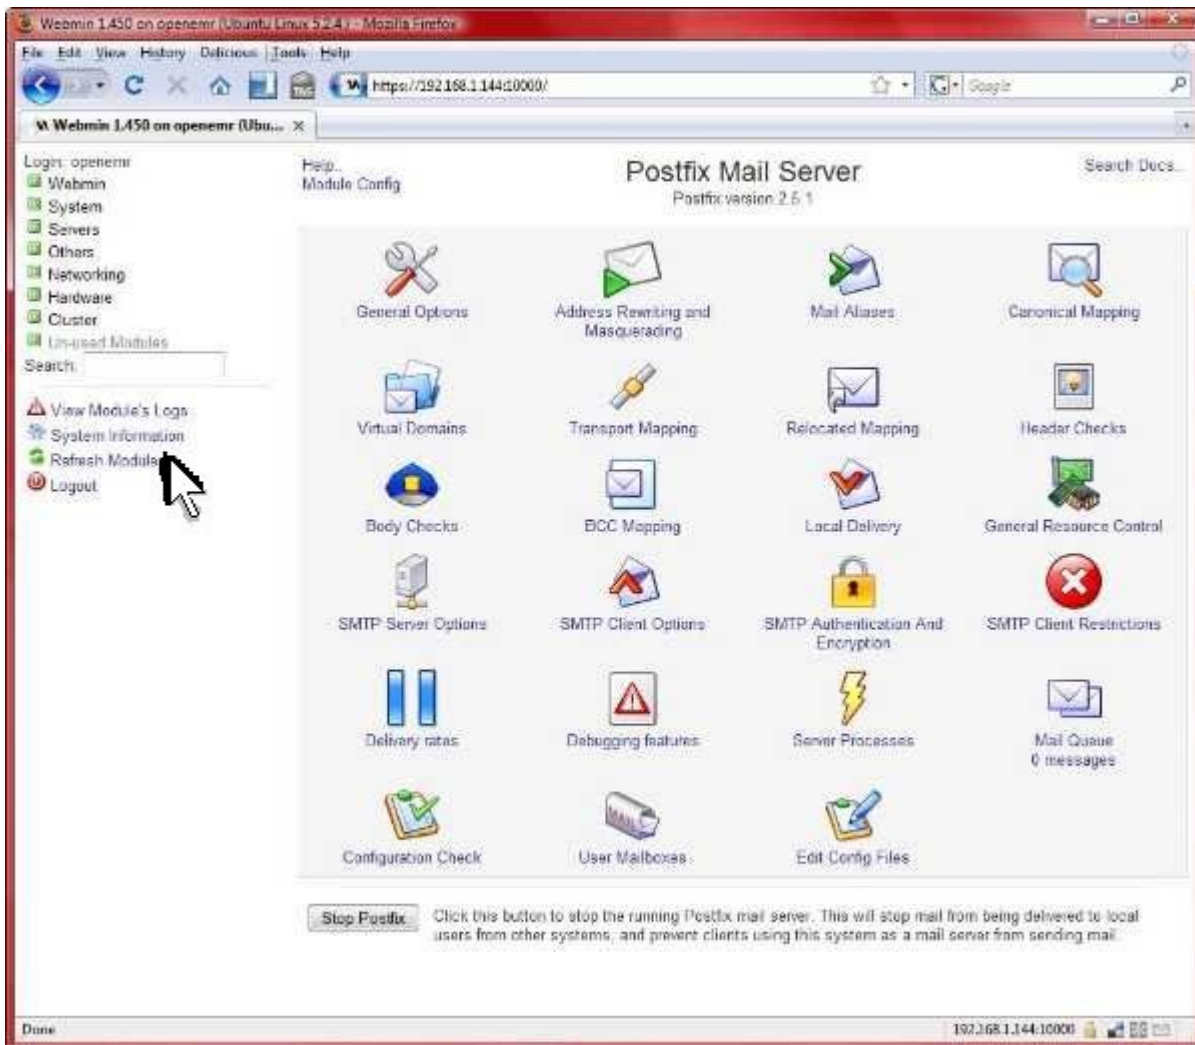 Webmin 1.450 on openemr (Ubuntu Linux 5.2.4) - Mozilla Firefox
File Edit View History Delicious Tools Help
https://192.168.1.144:10000/
Google
Webmin 1.450 on openemr (Ubu...
Login: openemr
Webmin
System
Servers
Others
Networking
Hardware
Cluster
Un-used Modules
Search:
View Module's Logs
System Information
Refresh Modules
Logout
Help..
Module Config
Postfix Mail Server
Postfix version 2.5.1
Search Docs..
General Options
Address Rewriting and
Masquerading
Mail Aliases
Canonical Mapping
Virtual Domains
Transport Mapping
Relocated Mapping
Header Checks
Body Checks
BCC Mapping
Local Delivery
General Resource Control
SMTP Server Options
SMTP Client Options
SMTP Authentication And
Encryption
SMTP Client Restrictions
Delivery rates
Debugging features
Server Processes
Mail Queue
0 messages
Configuration Check
MAIL
User Mailboxes
Edit Config Files
Stop Postfix
Click this button to stop the running Postfix mail server. This will stop mail from being delivered to local
users from other systems, and prevent clients using this system as a mail server from sending mail.
Done
192.168.1.144:10000